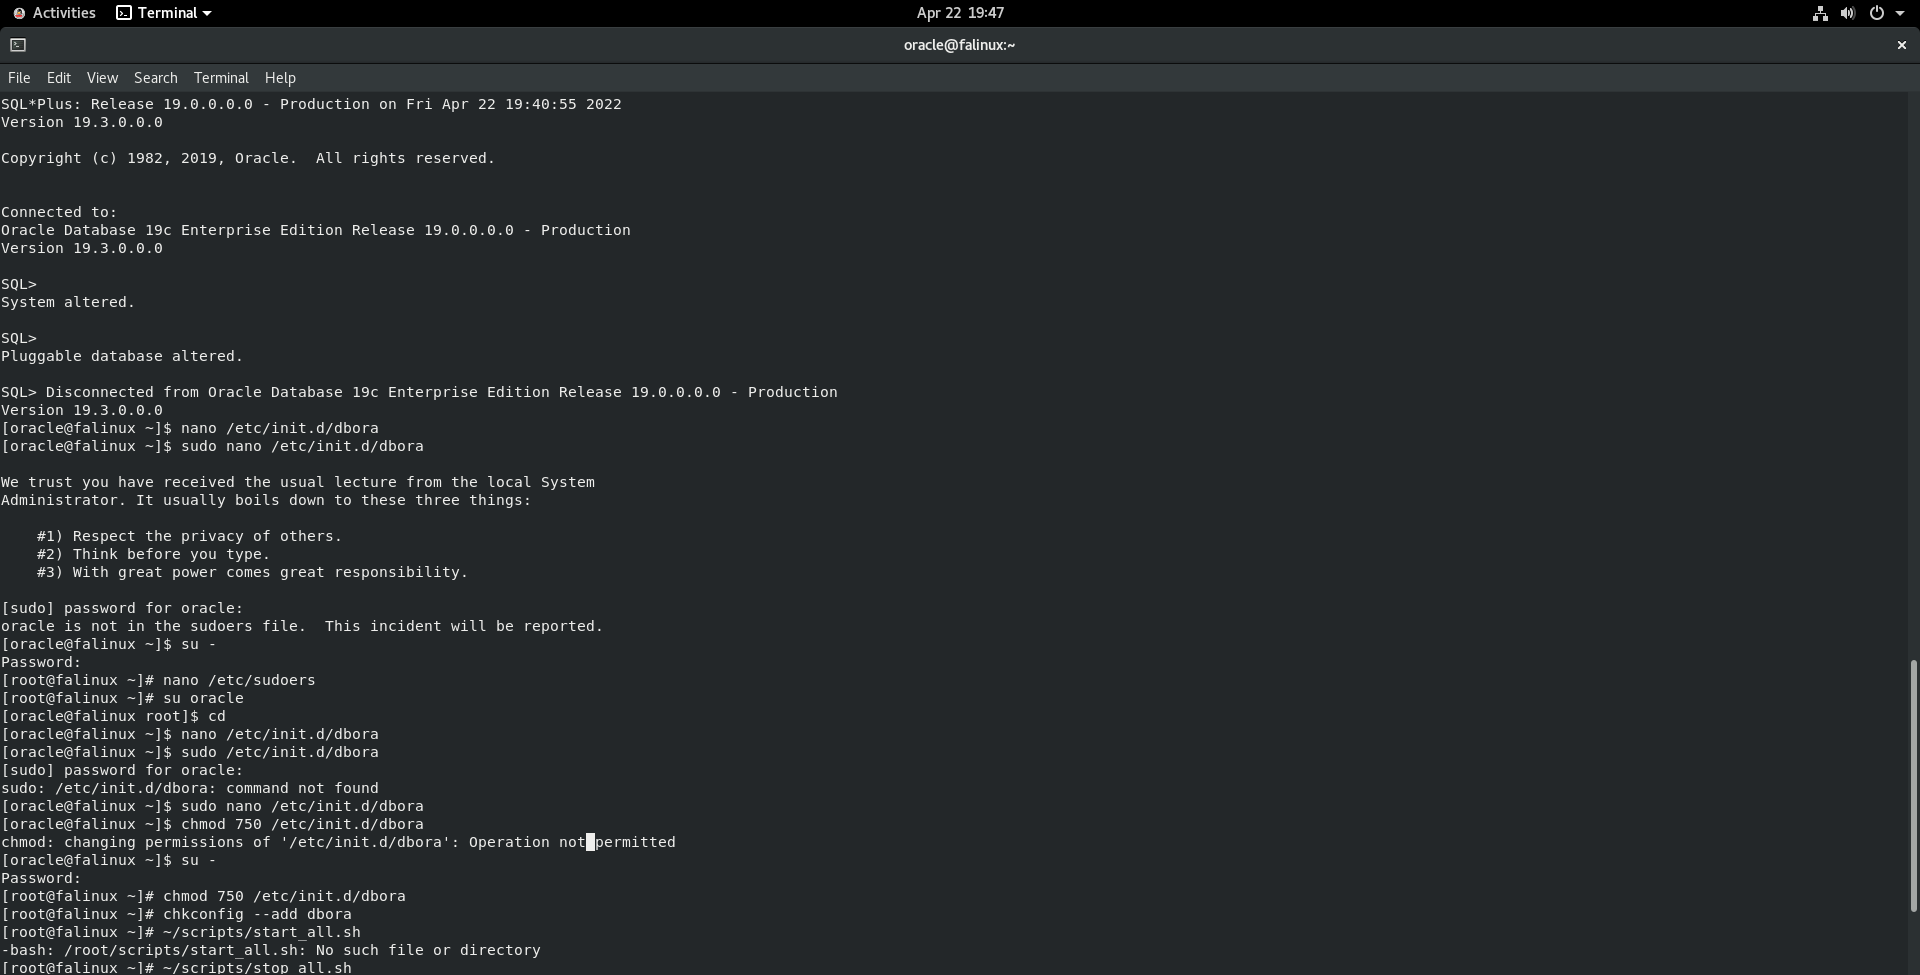 Activities Terminal Apr 22 19:47
oracle@falinux:~
File Edit View Search Terminal Help
SQL*Plus: Release 19.0.0.0.0 - Production on Fri Apr 22 19:40:55 2022
Version 19.3.0.0.0
Copyright (c) 1982, 2019, Oracle.  All rights reserved.
Connected to:
Oracle Database 19c Enterprise Edition Release 19.0.0.0.0 - Production
Version 19.3.0.0.0
SQL>
System altered.
SQL>
Pluggable database altered.
SQL> Disconnected from Oracle Database 19c Enterprise Edition Release 19.0.0.0.0 - Production
Version 19.3.0.0.0
[oracle@falinux ~]$ nano /etc/init.d/dbora
[oracle@falinux ~]$ sudo nano /etc/init.d/dbora
We trust you have received the usual lecture from the local System
Administrator. It usually boils down to these three things:
#1) Respect the privacy of others.
#2) Think before you type.
#3) With great power comes great responsibility.
[sudo] password for oracle:
oracle is not in the sudoers file.  This incident will be reported.
[oracle@falinux ~]$ su -
Password:
[root@falinux ~]# nano /etc/sudoers
[root@falinux ~]# su oracle
[oracle@falinux root]$ cd
[oracle@falinux ~]$ nano /etc/init.d/dbora
[oracle@falinux ~]$ sudo /etc/init.d/dbora
[sudo] password for oracle:
sudo: /etc/init.d/dbora: command not found
[oracle@falinux ~]$ sudo nano /etc/init.d/dbora
[oracle@falinux ~]$ chmod 750 /etc/init.d/dbora
chmod: changing permissions of '/etc/init.d/dbora': Operation not permitted
[oracle@falinux ~]$ su -
Password:
[root@falinux ~]# chmod 750 /etc/init.d/dbora
[root@falinux ~]# chkconfig --add dbora
[root@falinux ~]# ~/scripts/start_all.sh
-bash: /root/scripts/start_all.sh: No such file or directory
[root@falinux ~]# ~/scripts/stop_all.sh